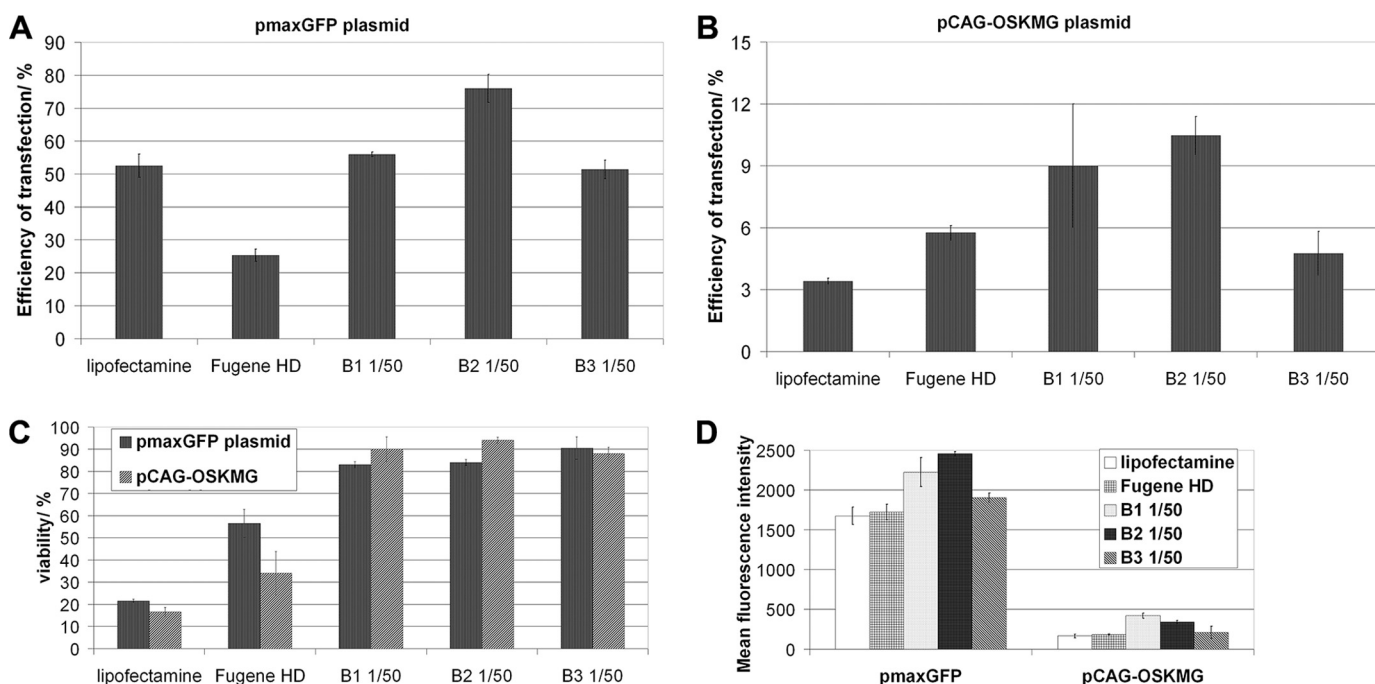 A
pmaxGFP plasmid
Efficiency of transfection/ %
90
80
70
60
50
40
30
20
10
0
lipofectamine Fugene HD B1 1/50 B2 1/50 B3 1/50
B
pCAG-OSKMG plasmid
Efficiency of transfection/ %
15
12
9
6
3
0
lipofectamine Fugene HD B1 1/50 B2 1/50 B3 1/50
C
viability/ %
100
90
80
70
60
50
40
30
20
10
0
pmaxGFP plasmid
pCAG-OSKMG
lipofectamine Fugene HD B1 1/50 B2 1/50 B3 1/50
D
Mean fluorescence intensity
2500
2000
1500
1000
500
0
lipofectamine
Fugene HD
B1 1/50
B2 1/50
B3 1/50
pmaxGFP pCAG-OSKMG